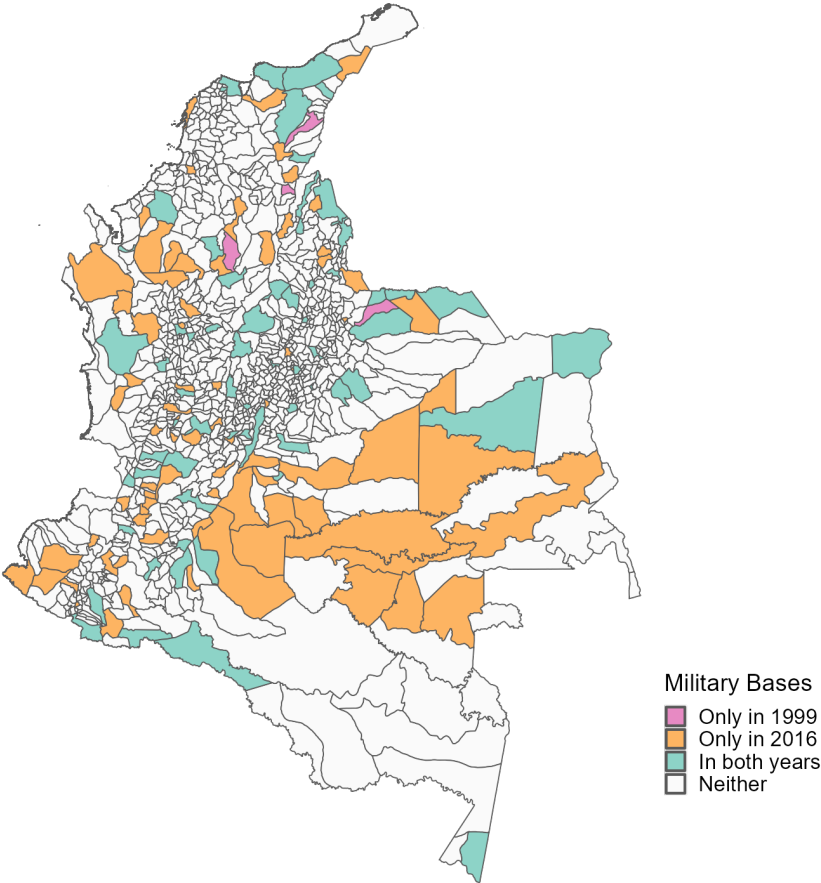 Military Bases
Only in 1999
Only in 2016
In both years
Neither